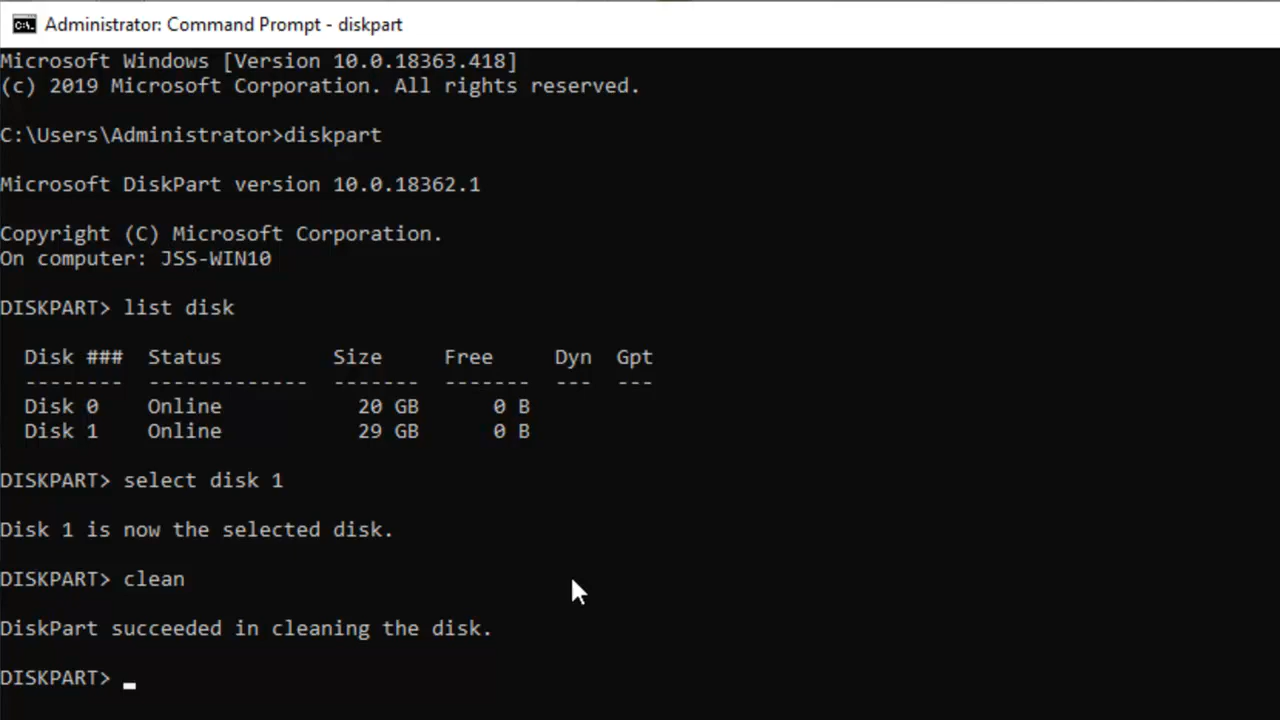 Administrator: Command Prompt - diskpart
Microsoft Windows [Version 10.0.18363.418]
(c) 2019 Microsoft Corporation. All rights reserved.
C:\Users\Administrator>diskpart
Microsoft DiskPart version 10.0.18362.1
Copyright (C) Microsoft Corporation.
On computer: JSS-WIN10
DISKPART> list disk
  Disk ###  Status         Size     Free     Dyn  Gpt
  --------  -------------  -------  -------  ---  ---
  Disk 0    Online           20 GB      0 B
  Disk 1    Online           29 GB      0 B
DISKPART> select disk 1
Disk 1 is now the selected disk.
DISKPART> clean
DiskPart succeeded in cleaning the disk.
DISKPART>